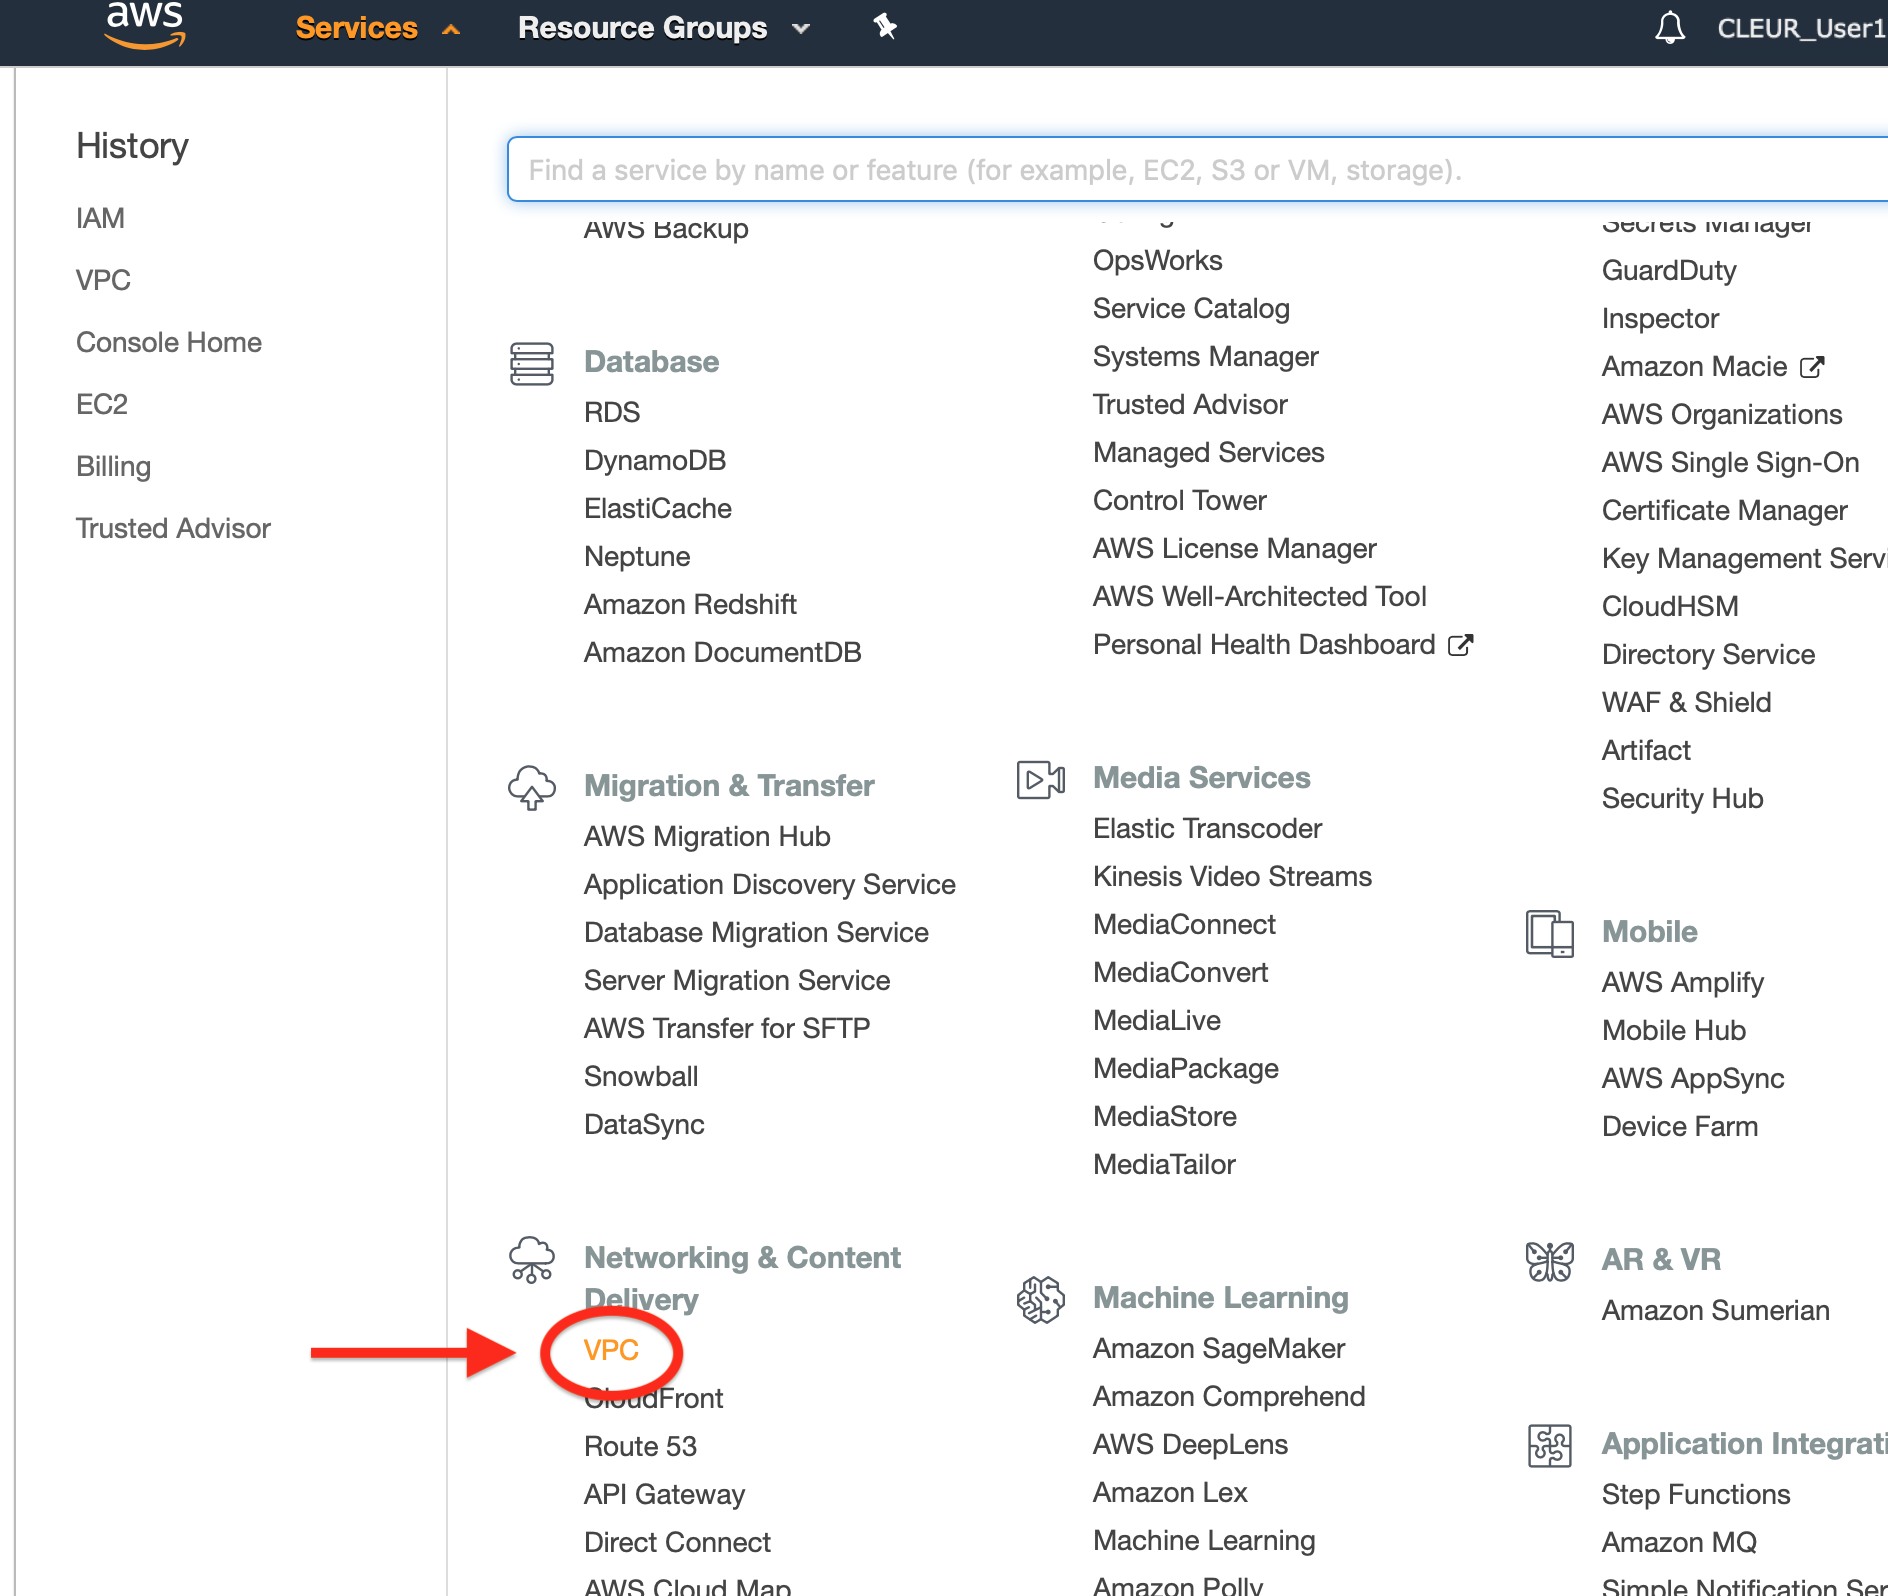 aws
Services
Resource Groups
CLEUR_User1
History
IAM
VPC
Console Home
EC2
Billing
Trusted Advisor
Find a service by name or feature (for example, EC2, S3 or VM, storage).
AWS Backup
Database
RDS
DynamoDB
ElastiCache
Neptune
Amazon Redshift
Amazon DocumentDB
Migration & Transfer
AWS Migration Hub
Application Discovery Service
Database Migration Service
Server Migration Service
AWS Transfer for SFTP
Snowball
DataSync
Networking & Content
Delivery
VPC
CloudFront
Route 53
API Gateway
Direct Connect
AWS Cloud Map
OpsWorks
Service Catalog
Systems Manager
Trusted Advisor
Managed Services
Control Tower
AWS License Manager
AWS Well-Architected Tool
Personal Health Dashboard
Media Services
Elastic Transcoder
Kinesis Video Streams
MediaConnect
MediaConvert
MediaLive
MediaPackage
MediaStore
MediaTailor
Machine Learning
Amazon SageMaker
Amazon Comprehend
AWS DeepLens
Amazon Lex
Machine Learning
Amazon Polly
Secrets Manager
GuardDuty
Inspector
Amazon Macie
AWS Organizations
AWS Single Sign-On
Certificate Manager
Key Management Servi
CloudHSM
Directory Service
WAF & Shield
Artifact
Security Hub
Mobile
AWS Amplify
Mobile Hub
AWS AppSync
Device Farm
AR & VR
Amazon Sumerian
Application Integrati
Step Functions
Amazon MQ
Simple Notification Ser